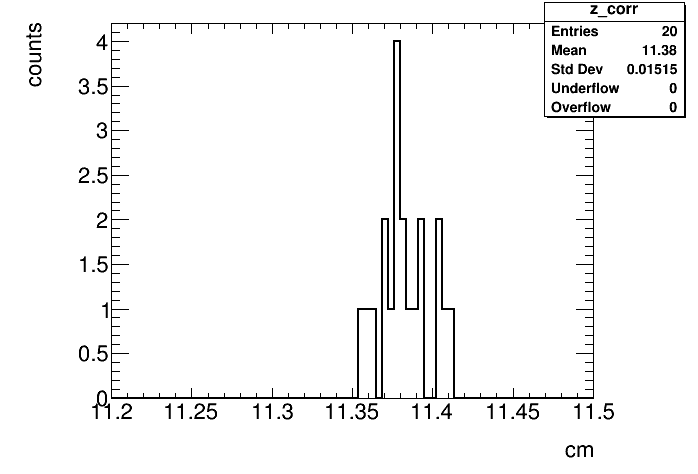 z_corr
Entries 20
Mean 11.38
Std Dev 0.01515
Underflow 0
Overflow 0
counts
4
3.5
3
2.5
2
1.5
1
0.5
0
11.2 11.25 11.3 11.35 11.4 11.45 11.5
cm